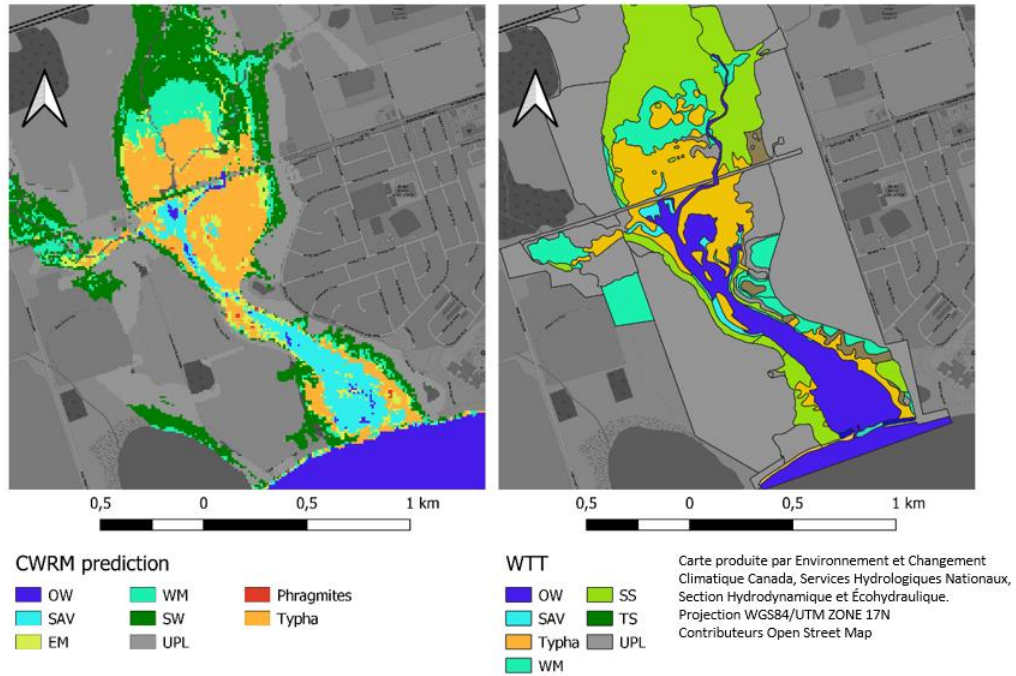 0,5 0 0,5 1 km
0,5 0 0,5 1 km
CWRM prediction
OW WM Phragmites
SAV SW Typha
EM UPL
WTT
OW SS
SAV TS
Typha UPL
WM
Carte produite par Environnement et Changement
Climatique Canada, Services Hydrologiques Nationaux,
Section Hydrodynamique et Écohydraulique.
Projection WGS84/UTM ZONE 17N
Contributeurs Open Street Map